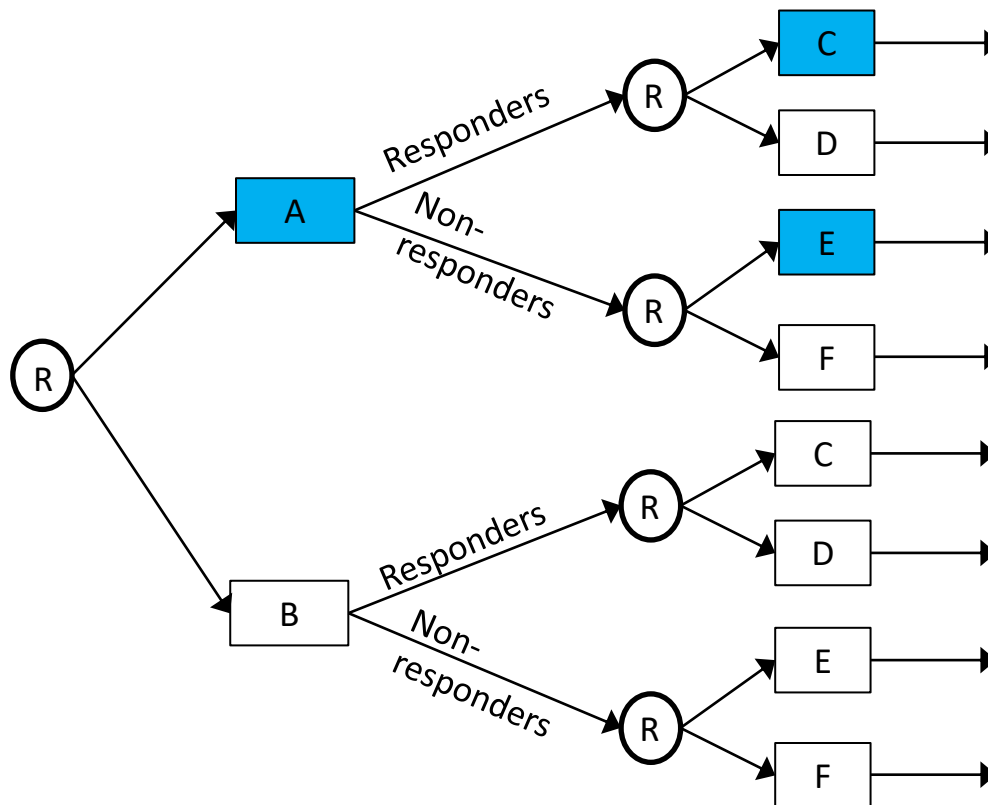 C
Responders
R
D
A
Non-
responders
E
R
F
R
C
Responders
R
D
B
Non-
responders
E
R
F